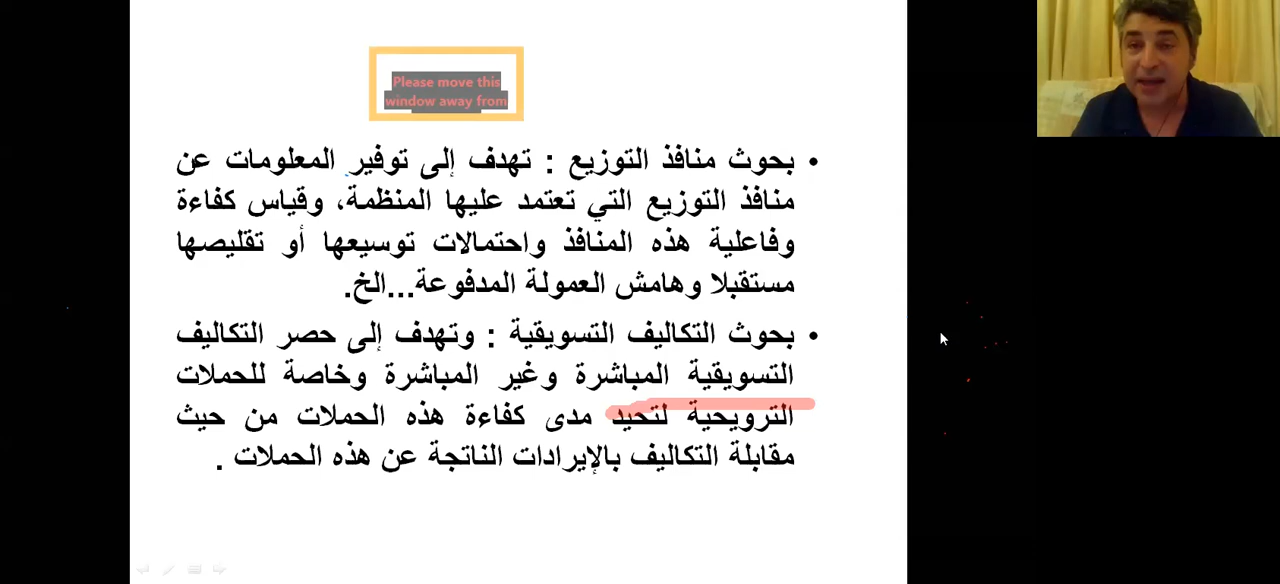 Please move this
window away from
بحوث منافذ التوزيع : تهدف إلى توفير المعلومات عن
منافذ التوزيع التي تعتمد عليها المنظمة، وقياس كفاءة
وفاعلية هذه المنافذ واحتمالات توسيعها أو تقليصها
مستقبلا وهامش العمولة المدفوعة...الخ.
بحوث التكاليف التسويقية : وتهدف إلى حصر التكاليف
التسويقية المباشرة وغير المباشرة وخاصة للحملات
الترويحية لتحيد مدى كفاءة هذه الحملات من حيث
مقابلة التكاليف بالإيرادات الناتجة عن هذه الحملات .